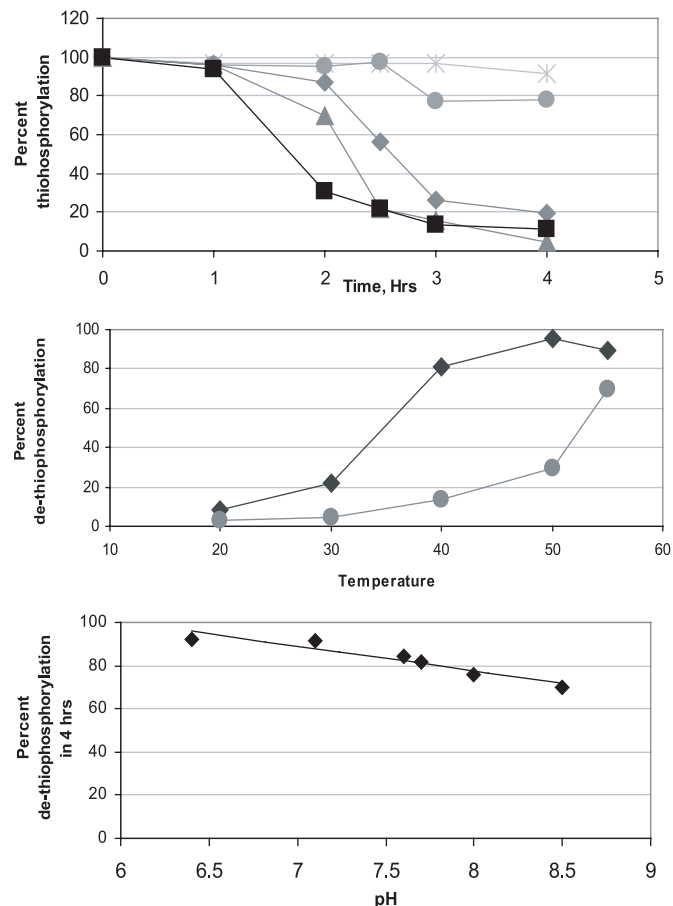 120
100
80
60
40
20
0
Percent
thiohosphorylation
0 1 2 3 4 5
Time, Hrs
100
80
60
40
20
0
Percent
de-thiophosphorylation
10 20 30 40 50 60
Temperature
100
80
60
40
20
0
Percent
de-thiophosphorylation
in 4 hrs
6 6.5 7 7.5 8 8.5 9
pH